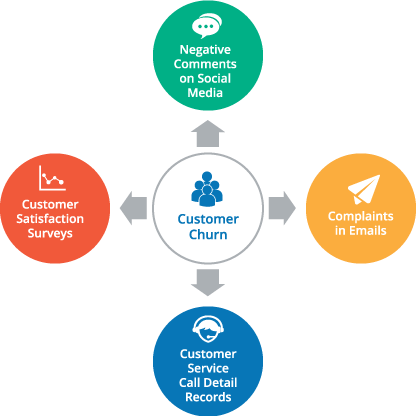 Negative
Comments
on Social
Media
Customer
Satisfaction
Surveys
Customer
Churn
Complaints
in Emails
Customer
Service
Call Detail
Records